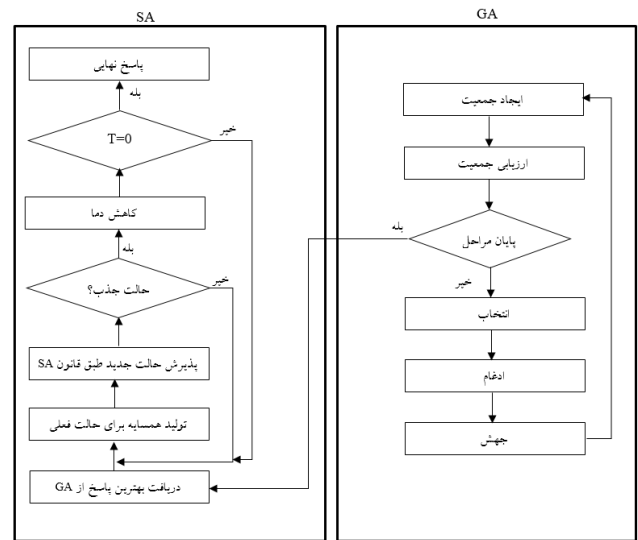 SA
GA
پاسخ نهایی
بله
T=0
خیر
کاهش دما
بله
حالت جذب؟
خیر
پذیرش حالت جدید طبق قانون SA
تولید همسایه برای حالت فعلی
دریافت بهترین پاسخ از GA
ایجاد جمعیت
ارزیابی جمعیت
پایان مراحل
بله
خیر
انتخاب
ادغام
جهش